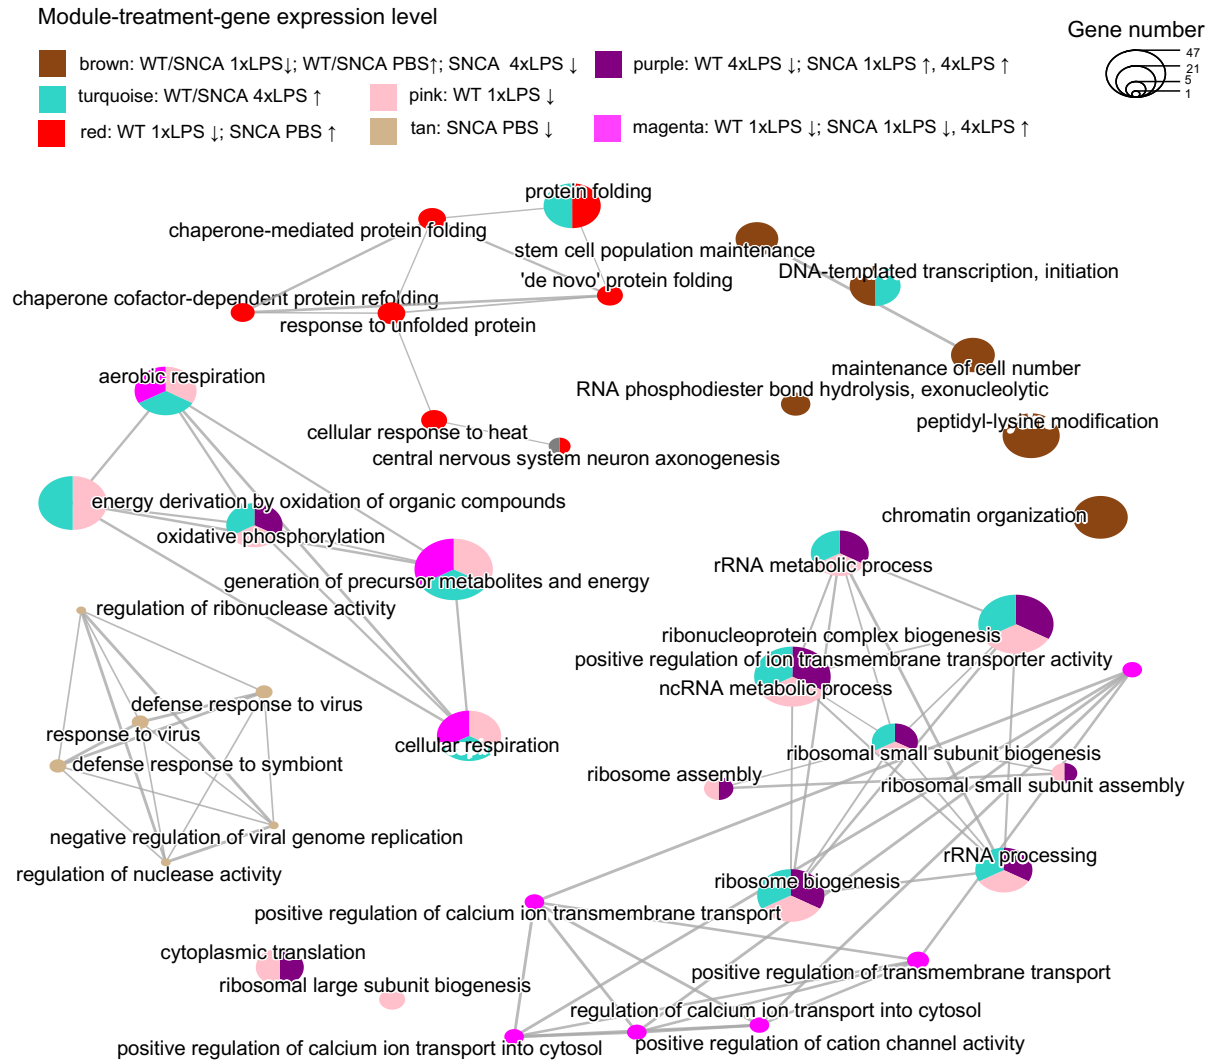 Module-treatment-gene expression level
Gene number
47
21
5
1
brown: WT/SNCA 1xLPS↓; WT/SNCA PBS↑; SNCA 4xLPS ↓
purple: WT 4xLPS ↓; SNCA 1xLPS ↑, 4xLPS ↑
turquoise: WT/SNCA 4xLPS ↑
pink: WT 1xLPS ↓
red: WT 1xLPS ↓; SNCA PBS ↑
tan: SNCA PBS ↓
magenta: WT 1xLPS ↓; SNCA 1xLPS ↓, 4xLPS ↑
protein folding
chaperone-mediated protein folding
stem cell population maintenance
DNA-templated transcription, initiation
'de novo' protein folding
chaperone cofactor-dependent protein refolding
response to unfolded protein
maintenance of cell number
aerobic respiration
RNA phosphodiester bond hydrolysis, exonucleolytic
peptidyl-lysine modification
cellular response to heat
central nervous system neuron axonogenesis
energy derivation by oxidation of organic compounds
chromatin organization
oxidative phosphorylation
rRNA metabolic process
generation of precursor metabolites and energy
regulation of ribonuclease activity
ribonucleoprotein complex biogenesis
positive regulation of ion transmembrane transporter activity
ncRNA metabolic process
defense response to virus
response to virus
cellular respiration
ribosomal small subunit biogenesis
defense response to symbiont
ribosome assembly
ribosomal small subunit assembly
negative regulation of viral genome replication
rRNA processing
regulation of nuclease activity
ribosome biogenesis
positive regulation of calcium ion transmembrane transport
cytoplasmic translation
positive regulation of transmembrane transport
ribosomal large subunit biogenesis
regulation of calcium ion transport into cytosol
positive regulation of cation channel activity
positive regulation of calcium ion transport into cytosol